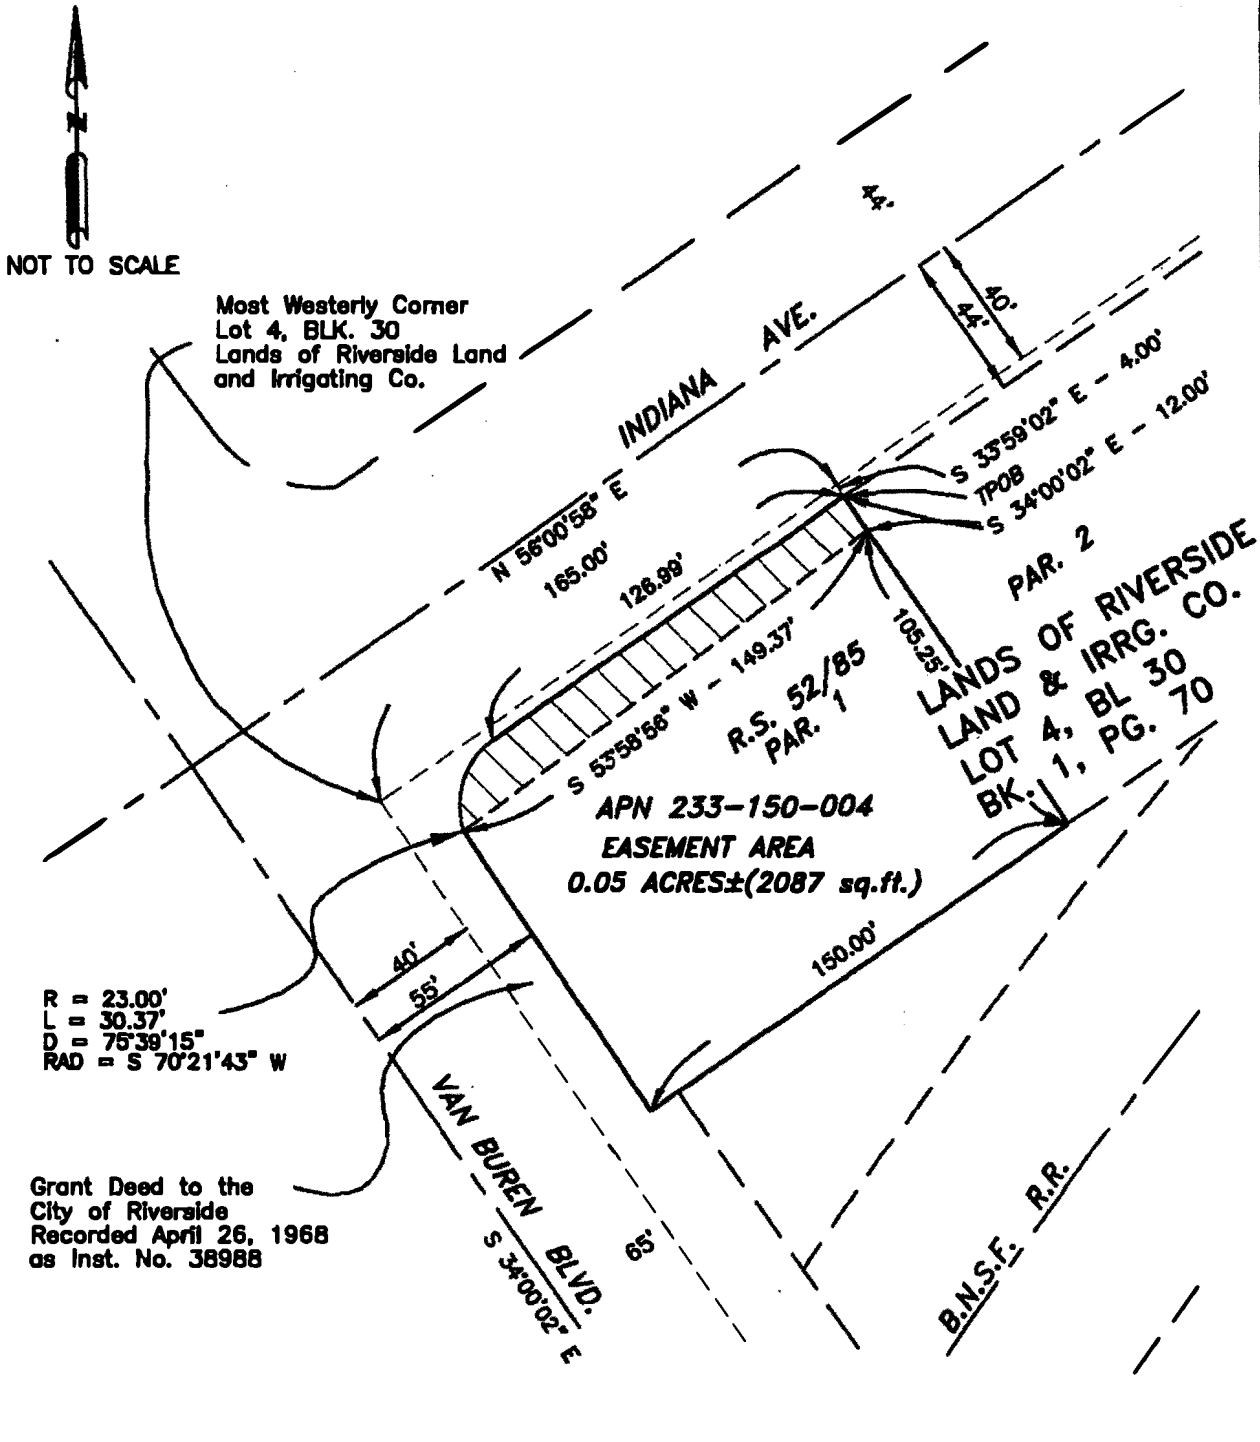 N
NOT TO SCALE
Most Westerly Corner
Lot 4, BLK. 30
Lands of Riverside Land
and Irrigating Co.
44'
INDIANA AVE.
40'
44'
S 33°59'02" E - 4.00'
TPOB
S 34°00'02" E - 12.00'
N 56°00'58" E
165.00'
126.99'
PAR. 2
LANDS OF RIVERSIDE
LAND & IRRG. CO.
LOT 4, BL 30
BK. 1, PG. 70
105.25'
S 53°58'56" W - 149.37'
R.S. 52/85
PAR. 1
APN 233-150-004
EASEMENT AREA
0.05 ACRES±(2087 sq.ft.)
150.00'
40'
55'
R = 23.00'
L = 30.37'
D = 75°39'15"
RAD = S 70°21'43" W
Grant Deed to the
City of Riverside
Recorded April 26, 1968
as Inst. No. 38988
VAN BUREN BLVD.
S 34°00'02" E
65'
B.N.S.F. R.R.